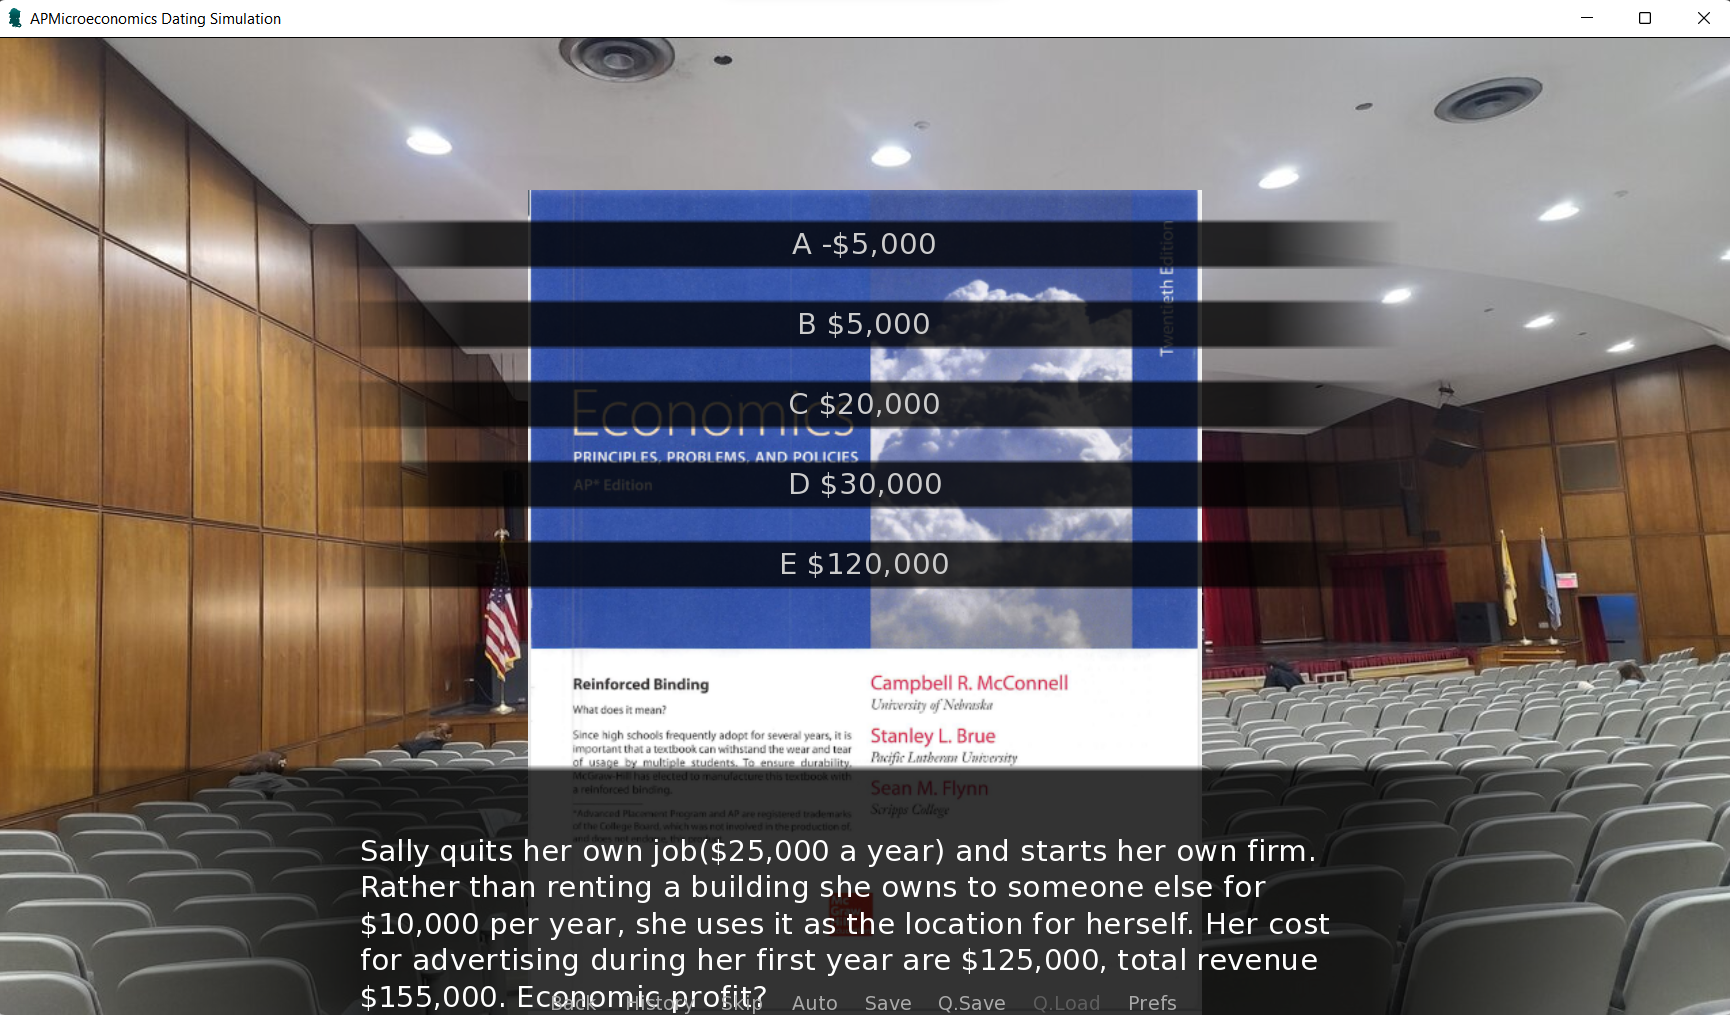 APMicroeconomics Dating Simulation
A -$5,000
B $5,000
C $20,000
D $30,000
E $120,000
Twentieth Edition
Economics
PRINCIPLES, PROBLEMS, AND POLICIES
AP* Edition
Reinforced Binding
What does it mean?
Since high schools frequently adopt for several years, it is
important that a textbook can withstand the wear and tear
of usage by multiple students. To ensure durability,
McGraw-Hill has elected to manufacture this textbook with
a reinforced binding.
*Advanced Placement Program and AP are registered trademarks
of the College Board, which was not involved in the production of,
and does not
Campbell R. McConnell
University of Nebraska
Stanley L. Brue
Pacific Lutheran University
Sean M. Flynn
Scripps College
Sally quits her own job($25,000 a year) and starts her own firm.
Rather than renting a building she owns to someone else for
$10,000 per year, she uses it as the location for herself. Her cost
for advertising during her first year are $125,000, total revenue
$155,000. Economic profit?
Back History Skip Auto Save Q.Save Q.Load Prefs